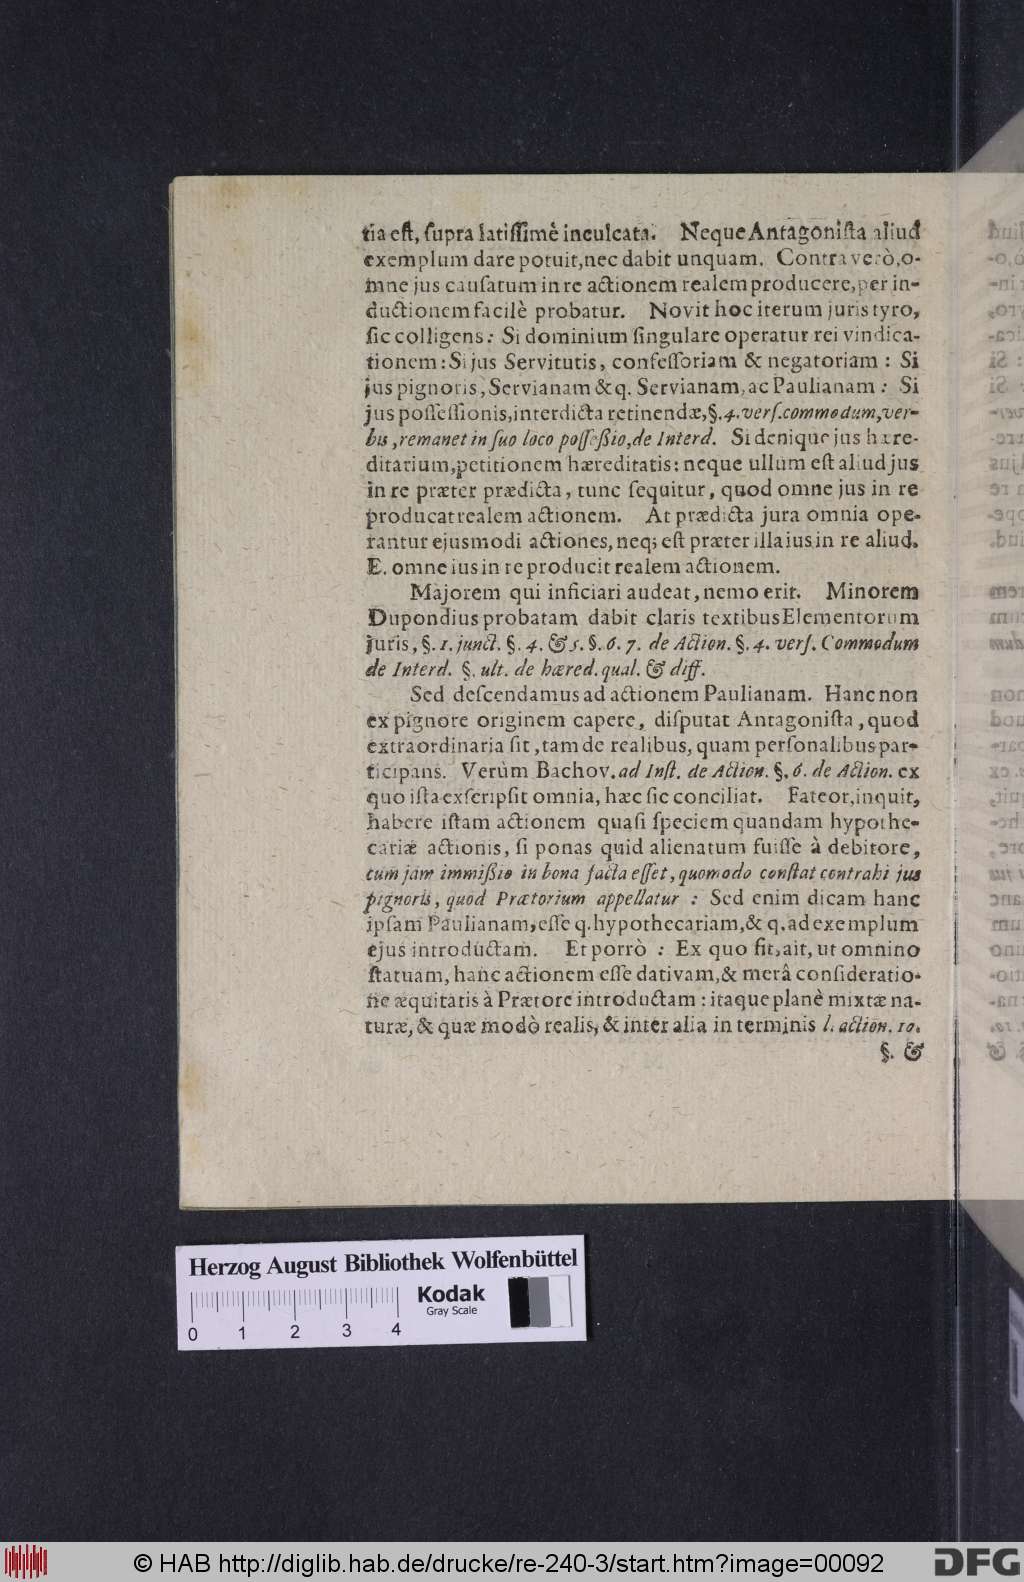 tia eſt, ſupra latiſſimè inculcata. Neque Antagoniſta aliud
exemplum dare potuit, nec dabit unquam. Contra verò, o-
mne jus cauſatum in re actionem realem producere, per in-
ductionem facilè probatur. Novit hoc iterum juris tyro,
ſic colligens: Si dominium ſingulare operatur rei vindica-
tionem: Si jus Servitutis, confeſſoriam & negatoriam: Si
jus pignoris, Servianam & q. Servianam, ac Paulianam: Si
jus poſſeſſionis, interdicta retinendæ, §. 4. verſ. commodum, ver-
bis, remanet in ſuo loco poſſeßio, de Interd. Si denique jus hære-
ditarium, petitionem hæreditatis: neque ullum eſt aliud jus
in re præter prædicta, tunc ſequitur, quod omne jus in re
producat realem actionem. At prædicta jura omnia ope-
rantur ejusmodi actiones, neq; eſt præter illa ius in re aliud.
E. omne ius in re producit realem actionem.
Majorem qui inficiari audeat, nemo erit. Minorem
Dupondius probatam dabit claris textibus Elementorum
juris, §. 1. junct. §. 4. & 5. §. 6. 7. de Action. §. 4. verſ. Commodum
de Interd. §. ult. de hæred. qual. & diff.
Sed deſcendamus ad actionem Paulianam. Hanc non
ex pignore originem capere, diſputat Antagoniſta, quod
extraordinaria ſit, tam de realibus, quam perſonalibus par-
ticipans. Verùm Bachov. ad Inſt. de Action. §. 6. de Action. ex
quo iſta exſcripſit omnia, hæc ſic conciliat. Fateor, inquit,
habere iſtam actionem quaſi ſpeciem quandam hypothe-
cariæ actionis, ſi ponas quid alienatum fuiſſe à debitore,
cum jam immißio in bona facta eſſet, quomodo conſtat contrahi jus
pignoris, quod Prætorium appellatur: Sed enim dicam hanc
ipſam Paulianam, eſſe q. hypothecariam, & q. ad exemplum
ejus introductam. Et porrò: Ex quo fit, ait, ut omnino
ſtatuam, hanc actionem eſſe dativam, & merâ conſideratio-
ne æquitatis à Prætore introductam: itaque planè mixtæ na-
turæ, & quæ modò realis, & inter alia in terminis l. action. 10.
§. &
Herzog August Bibliothek Wolfenbüttel
Kodak
Gray Scale
0 1 2 3 4
© HAB http://diglib.hab.de/drucke/re-240-3/start.htm?image=00092
DFG